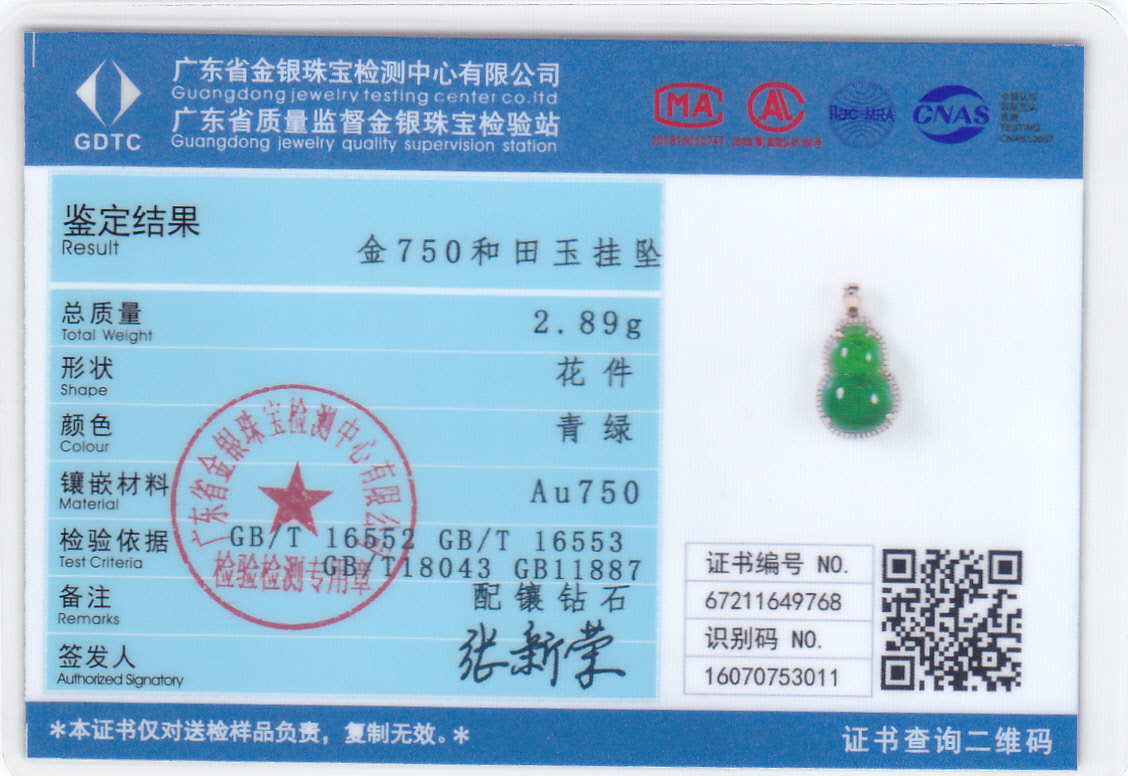 广东省金银珠宝检测中心有限公司
Guangdong jewelry testing center co.ltd
广东省质量监督金银珠宝检验站
Guangdong jewelry quality supervision station
GDTC
MA
AL
ilac-MRA
CNAS
TESTING
鉴定结果
Result
金750和田玉挂坠
总质量
Total Weight
2.89g
形状
Shape
花件
颜色
Colour
青绿
镶嵌材料
Material
Au750
检验依据
Test Criteria
GB/T 16552 GB/T 16553
GB/T18043 GB11887
备注
Remarks
配镶钻石
签发人
Authorized Signatory
张新荣
广东省金银珠宝检测中心有限公司
检验检测专用章
证书编号 NO.
67211649768
识别码 NO.
16070753011
*本证书仅对送检样品负责，复制无效。*
证书查询二维码